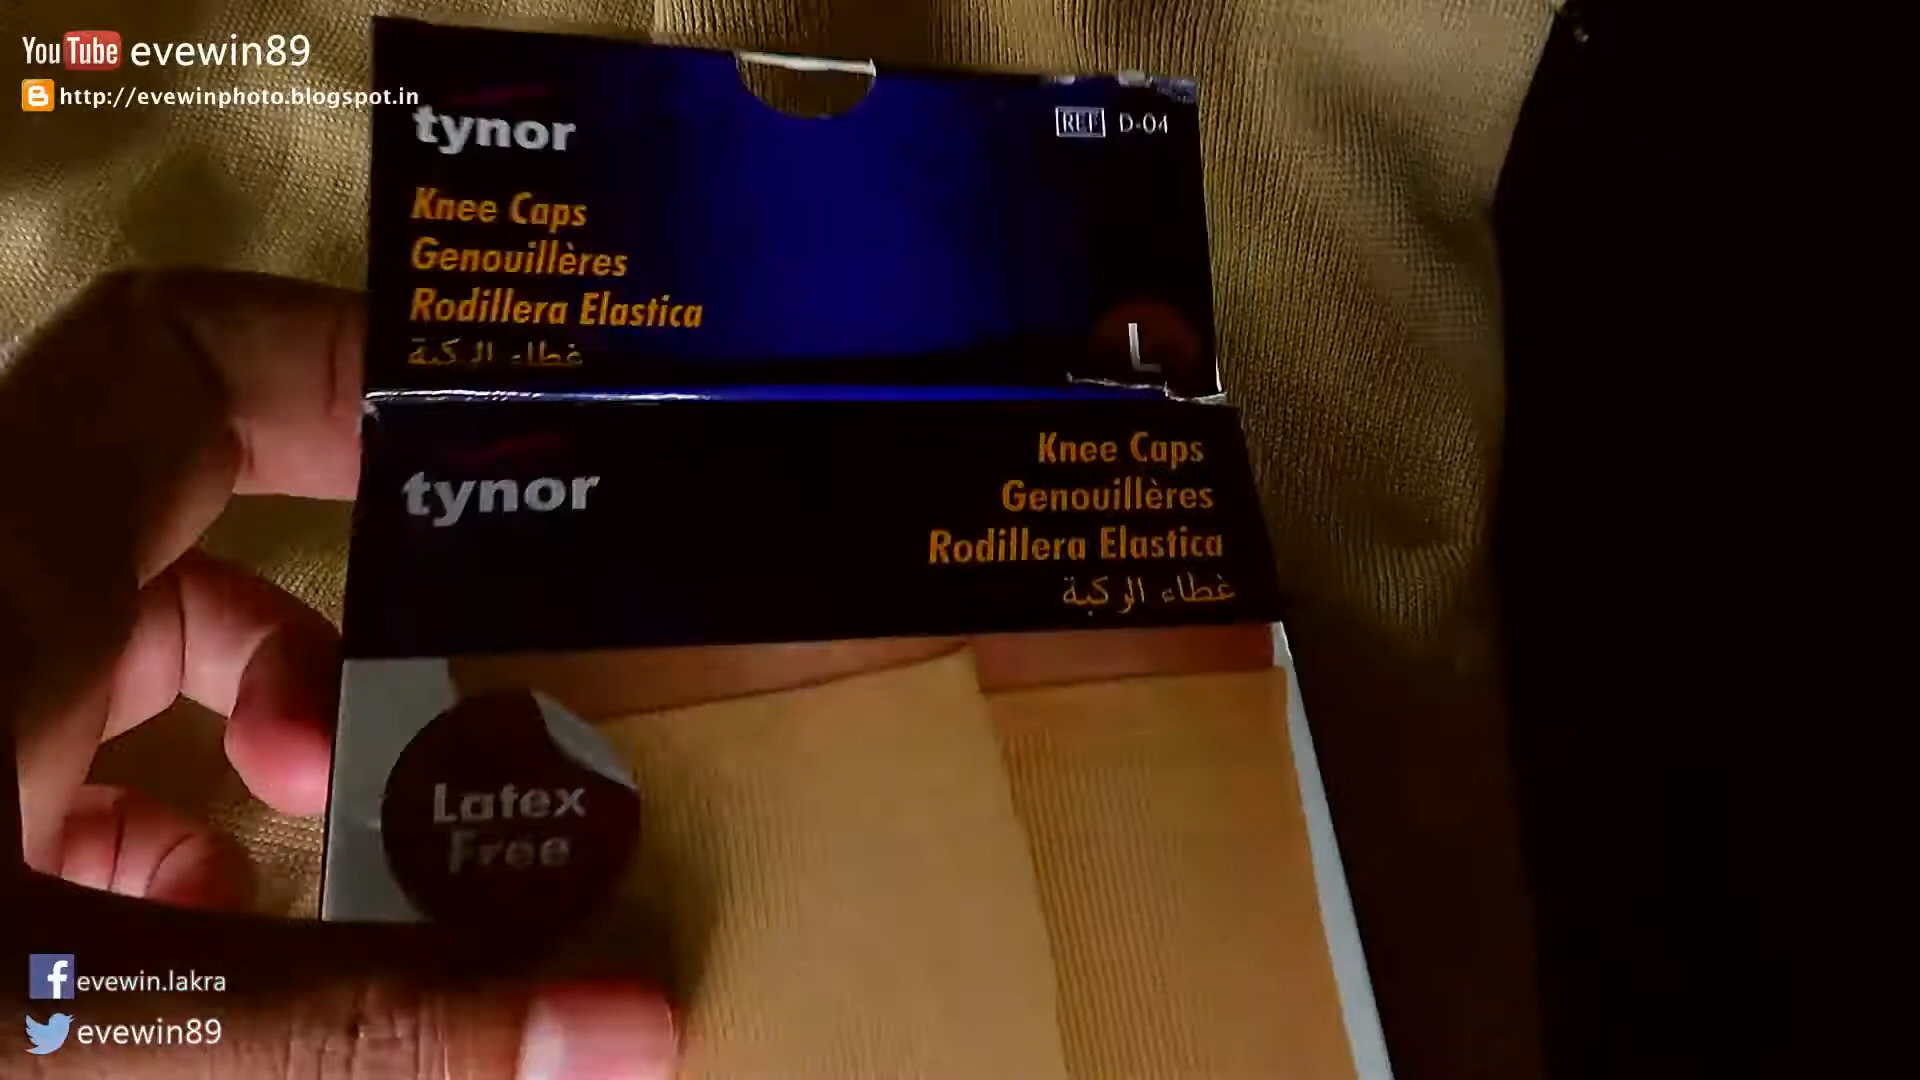 YouTube evewin89
http://evewinphoto.blogspot.in
tynor
REF D-04
Knee Caps
Genouillères
Rodillera Elastica
غطاء الركبة
L
tynor
Knee Caps
Genouillères
Rodillera Elastica
غطاء الركبة
Latex
Free
evewin.lakra
evewin89